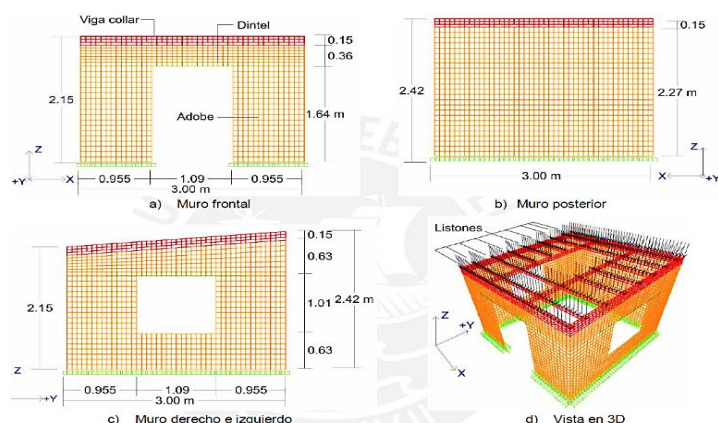 Viga collar
Dintel
0.15
0.36
2.15
Adobe
1.64 m
Z
+Y
X
0.955
1.09
0.955
3.00 m
a) Muro frontal
0.15
2.42
2.27 m
3.00 m
Z
X
+Y
b) Muro posterior
0.15
0.63
2.15
1.01
2.42 m
0.63
Z
+Y
0.955
1.09
0.955
3.00 m
c) Muro derecho e izquierdo
Listones
Z
+Y
X
d) Vista en 3D